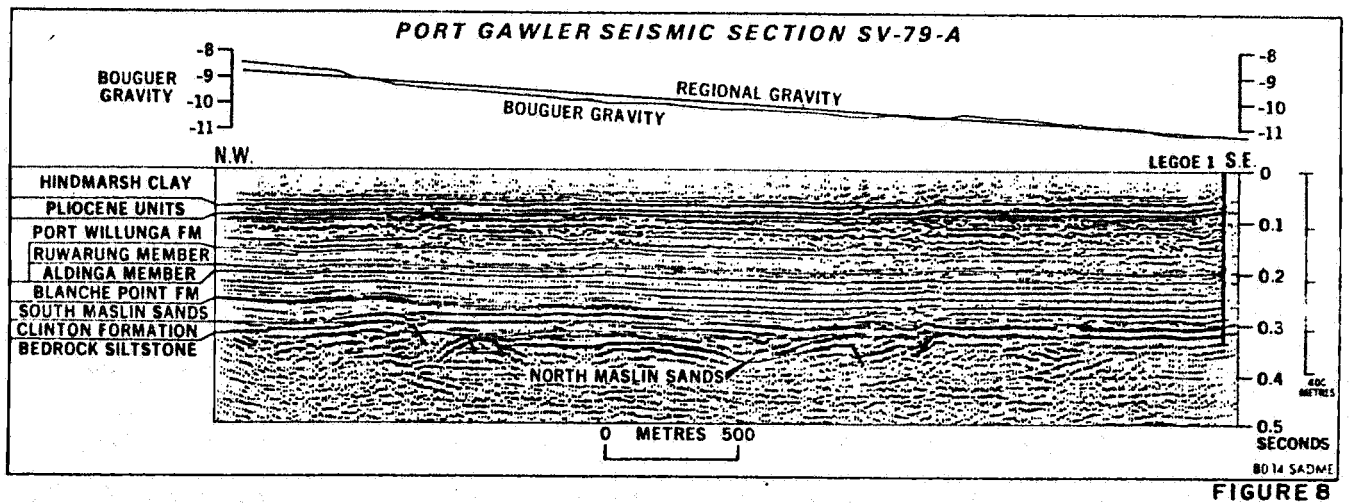 PORT GAWLER SEISMIC SECTION SV-79-A
-8
-9
-10
-11
BOUGUER
GRAVITY
REGIONAL GRAVITY
BOUGUER GRAVITY
-8
-9
-10
-11
N.W.
LEGOE 1 S.E.
HINDMARSH CLAY
PLIOCENE UNITS
PORT WILLUNGA FM
RUWARUNG MEMBER
ALDINGA MEMBER
BLANCHE POINT FM
SOUTH MASLIN SANDS
CLINTON FORMATION
BEDROCK SILTSTONE
NORTH MASLIN SANDS
0
0.1
0.2
0.3
0.4
0.5
SECONDS
400
METRES
0 METRES 500
80 14 SADME
FIGURE 8